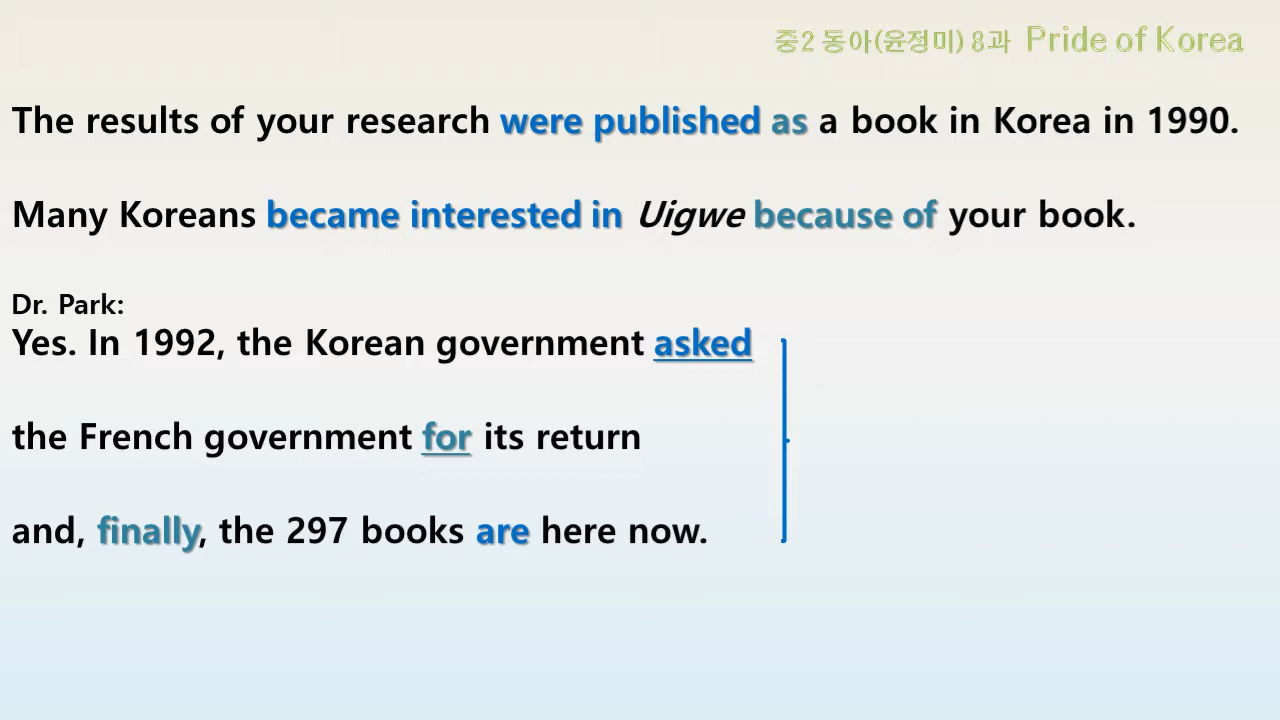 중2 동아(윤정미) 8과 Pride of Korea
The results of your research were published as a book in Korea in 1990.
Many Koreans became interested in Uigwe because of your book.
Dr. Park:
Yes. In 1992, the Korean government asked
the French government for its return
and, finally, the 297 books are here now.